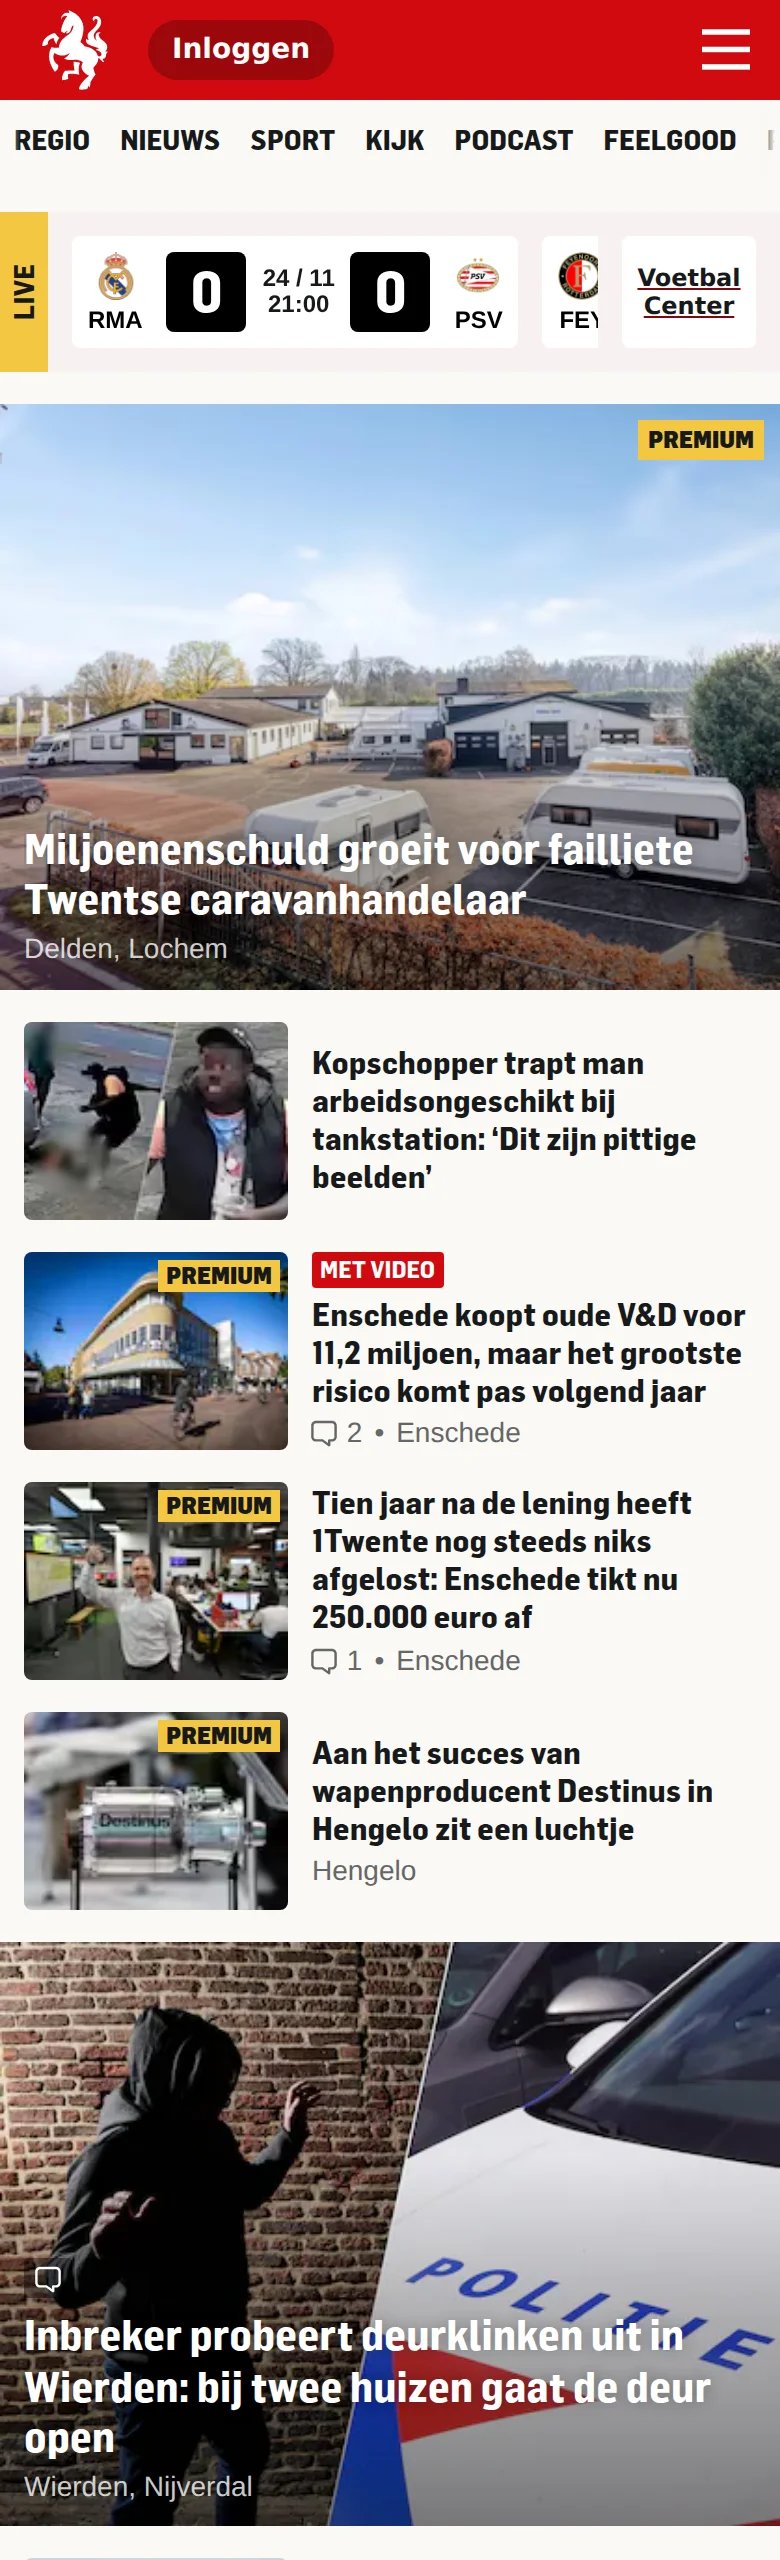 Inloggen
REGIO NIEUWS SPORT KIJK PODCAST FEELGOOD
LIVE
RMA
0
24 / 11
21:00
0
PSV
PSV
FEY
Voetbal
Center
PREMIUM
Miljoenenschuld groeit voor failliete
Twentse caravanhandelaar
Delden, Lochem
Kopschopper trapt man
arbeidsongeschikt bij
tankstation: ‘Dit zijn pittige
beelden’
PREMIUM
MET VIDEO
Enschede koopt oude V&D voor
11,2 miljoen, maar het grootste
risico komt pas volgend jaar
2 • Enschede
PREMIUM
Tien jaar na de lening heeft
1Twente nog steeds niks
afgelost: Enschede tikt nu
250.000 euro af
1 • Enschede
PREMIUM
Destinus
Aan het succes van
wapenproducent Destinus in
Hengelo zit een luchtje
Hengelo
POLITIE
Inbreker probeert deurklinken uit in
Wierden: bij twee huizen gaat de deur
open
Wierden, Nijverdal